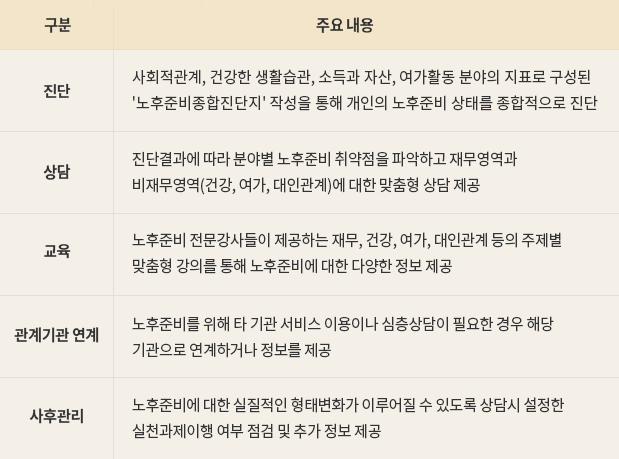 구분
주요 내용
진단
사회적관계, 건강한 생활습관, 소득과 자산, 여가활동 분야의 지표로 구성된
'노후준비종합진단지' 작성을 통해 개인의 노후준비 상태를 종합적으로 진단
상담
진단결과에 따라 분야별 노후준비 취약점을 파악하고 재무영역과
비재무영역(건강, 여가, 대인관계)에 대한 맞춤형 상담 제공
교육
노후준비 전문강사들이 제공하는 재무, 건강, 여가, 대인관계 등의 주제별
맞춤형 강의를 통해 노후준비에 대한 다양한 정보 제공
관계기관 연계
노후준비를 위해 타 기관 서비스 이용이나 심층상담이 필요한 경우 해당
기관으로 연계하거나 정보를 제공
사후관리
노후준비에 대한 실질적인 형태변화가 이루어질 수 있도록 상담시 설정한
실천과제이행 여부 점검 및 추가 정보 제공